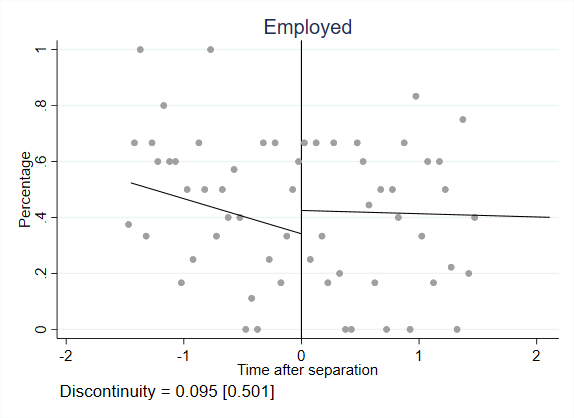 Employed
1
.8
.6
.4
.2
0
Percentage
-2 -1 0 1 2
Time after separation
Discontinuity = 0.095 [0.501]